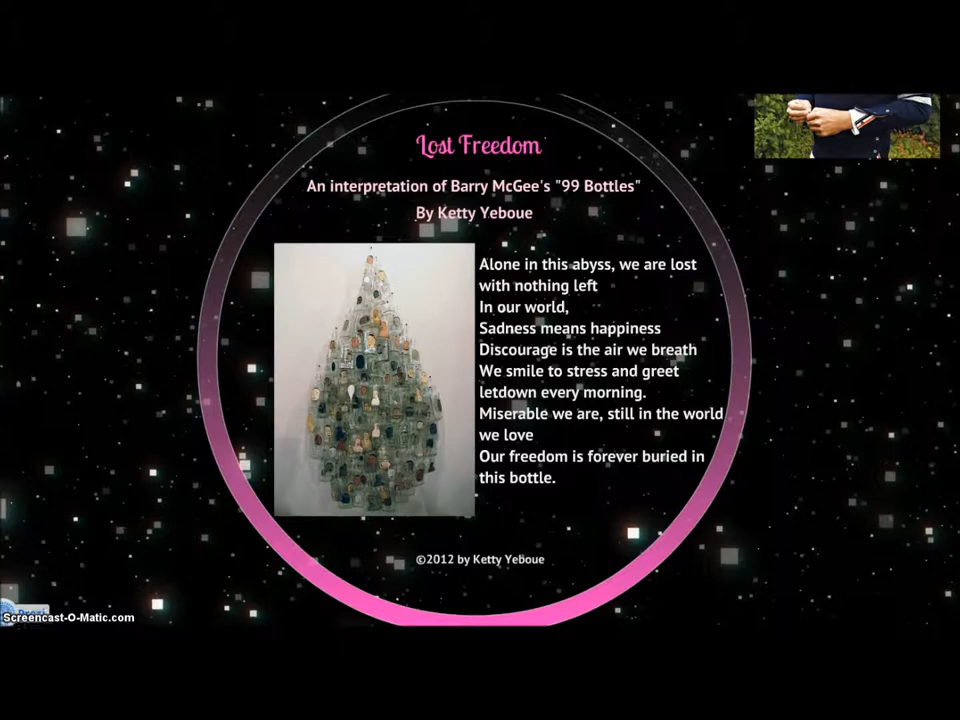 Lost Freedom
An interpretation of Barry McGee's "99 Bottles"
By Ketty Yeboue
Alone in this abyss, we are lost
with nothing left
In our world,
Sadness means happiness
Discourage is the air we breath
We smile to stress and greet
letdown every morning.
Miserable we are, still in the world
we love
Our freedom is forever buried in
this bottle.
©2012 by Ketty Yeboue
Prezi
Screencast-O-Matic.com